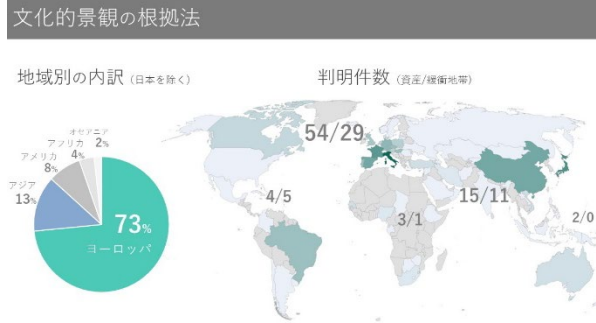 文化的景観の根拠法
地域別の内訳（日本を除く）
判明件数（資産/緩衝地帯）
オセアニア 2%
アフリカ 4%
アメリカ 8%
アジア 13%
73%
ヨーロッパ
54/29
4/5
3/1
15/11
2/0